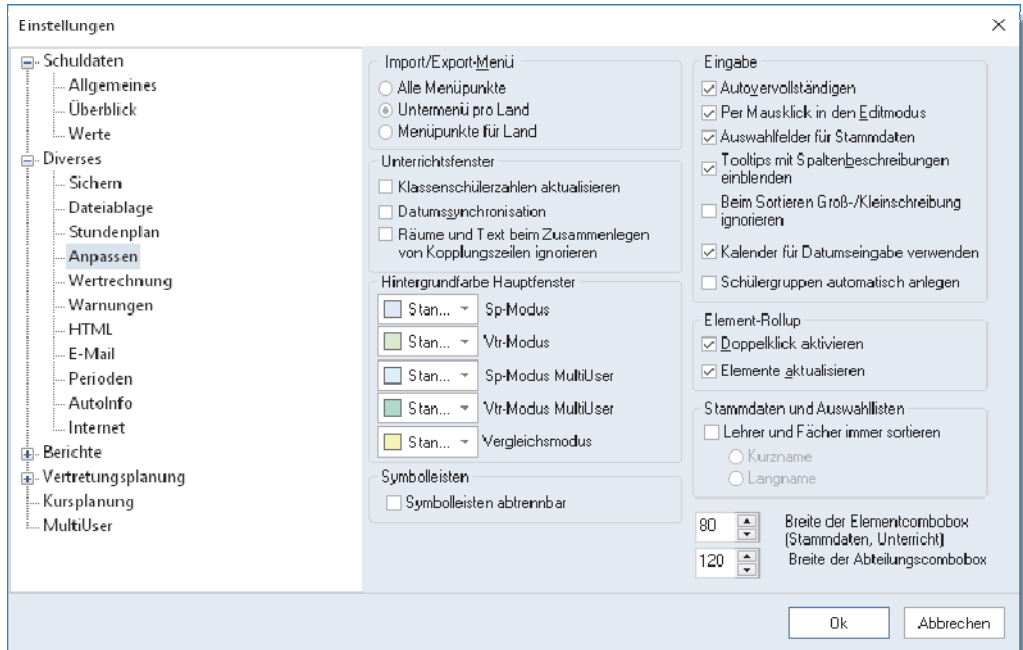 Einstellungen
Schuldaten
Allgemeines
Überblick
Werte
Diverses
Sichern
Dateiablage
Stundenplan
Anpassen
Wertrechnung
Warnungen
HTML
E-Mail
Perioden
AutoInfo
Internet
Berichte
Vertretungsplanung
Kursplanung
MultiUser
Import/Export-Menü
Alle Menüpunkte
Untermenü pro Land
Menüpunkte für Land
Unterrichtsfenster
Klassenschülerzahlen aktualisieren
Datumssynchronisation
Räume und Text beim Zusammenlegen
von Kopplungszeilen ignorieren
Hintergrundfarbe Hauptfenster
Stan... Sp-Modus
Stan... Vtr-Modus
Stan... Sp-Modus MultiUser
Stan... Vtr-Modus MultiUser
Stan... Vergleichsmodus
Symbolleisten
Symbolleisten abtrennbar
Eingabe
Autovervollständigen
Per Mausklick in den Editmodus
Auswahlfelder für Stammdaten
Tooltips mit Spaltenbeschreibungen
einblenden
Beim Sortieren Groß-/Kleinschreibung
ignorieren
Kalender für Datumseingabe verwenden
Schülergruppen automatisch anlegen
Element-Rollup
Doppelklick aktivieren
Elemente aktualisieren
Stammdaten und Auswahllisten
Lehrer und Fächer immer sortieren
Kurzname
Langname
80 Breite der Elementcombobox
(Stammdaten, Unterricht)
120 Breite der Abteilungscombobox
Ok Abbrechen